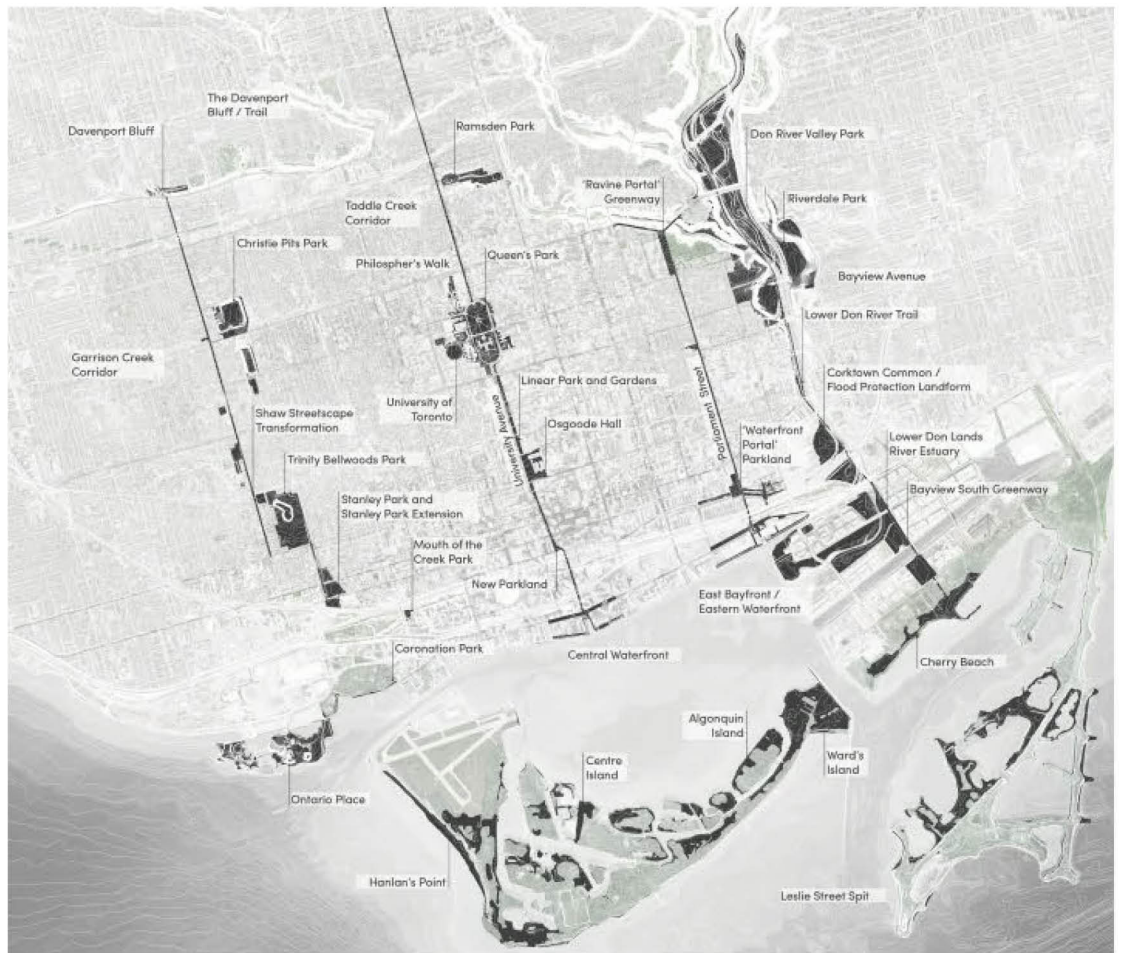 The Davenport
Bluff / Trail
Davenport Bluff
Ramsden Park
Don River Valley Park
'Ravine Portal'
Greenway
Riverdale Park
Taddle Creek
Corridor
Christie Pits Park
Philospher's Walk
Queen's Park
Bayview Avenue
Lower Don River Trail
Garrison Creek
Corridor
Linear Park and Gardens
Corktown Common /
Flood Protection Landform
University of
Toronto
Shaw Streetscape
Transformation
University Avenue
Osgoode Hall
Parliament Street
'Waterfront
Portal'
Parkland
Lower Don Lands
River Estuary
Trinity Bellwoods Park
Bayview South Greenway
Stanley Park and
Stanley Park Extension
Mouth of the
Creek Park
New Parkland
East Bayfront /
Eastern Waterfront
Coronation Park
Central Waterfront
Cherry Beach
Algonquin
Island
Ward's
Island
Centre
Island
Ontario Place
Hanlan's Point
Leslie Street Spit